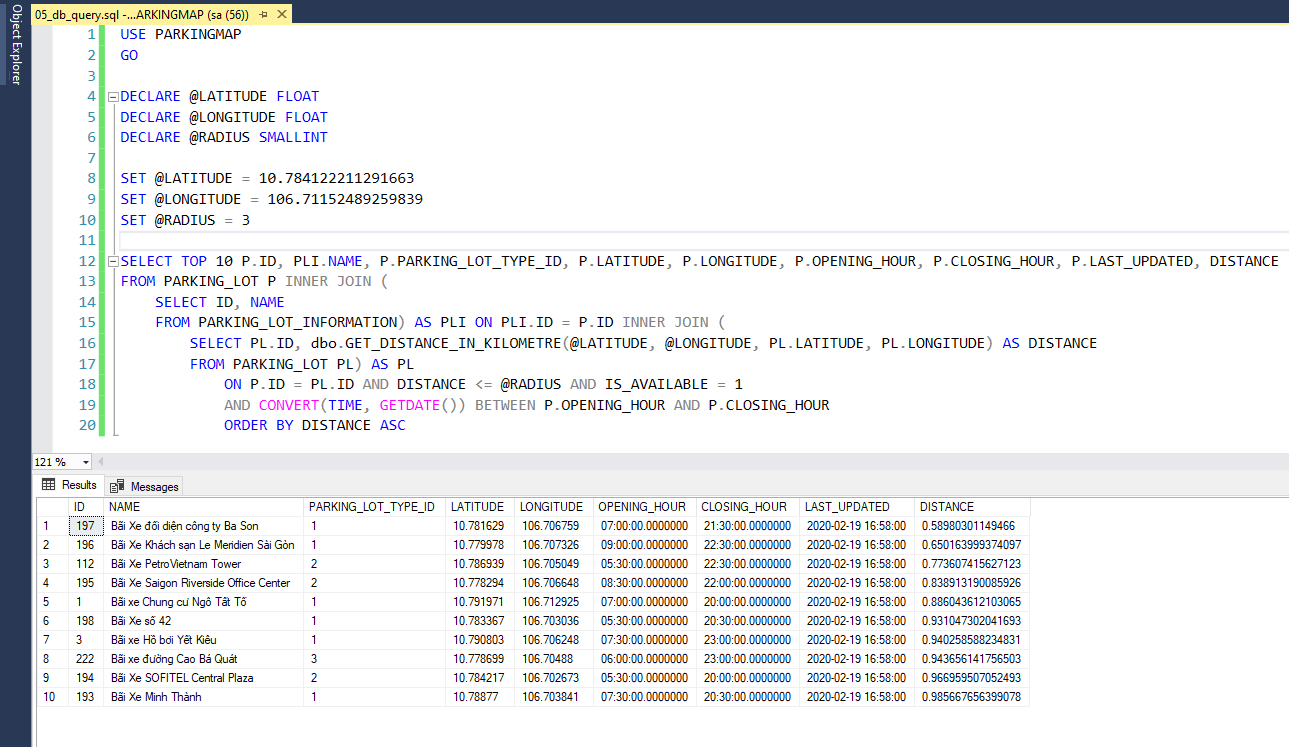 Object Explorer
05_db_query.sql -...ARKINGMAP (sa (56))
1 USE PARKINGMAP
2 GO
3
4 DECLARE @LATITUDE FLOAT
5 DECLARE @LONGITUDE FLOAT
6 DECLARE @RADIUS SMALLINT
7
8 SET @LATITUDE = 10.784122211291663
9 SET @LONGITUDE = 106.71152489259839
10 SET @RADIUS = 3
11
12 SELECT TOP 10 P.ID, PLI.NAME, P.PARKING_LOT_TYPE_ID, P.LATITUDE, P.LONGITUDE, P.OPENING_HOUR, P.CLOSING_HOUR, P.LAST_UPDATED, DISTANCE
13 FROM PARKING_LOT P INNER JOIN (
14 SELECT ID, NAME
15 FROM PARKING_LOT_INFORMATION) AS PLI ON PLI.ID = P.ID INNER JOIN (
16 SELECT PL.ID, dbo.GET_DISTANCE_IN_KILOMETRE(@LATITUDE, @LONGITUDE, PL.LATITUDE, PL.LONGITUDE) AS DISTANCE
17 FROM PARKING_LOT PL) AS PL
18 ON P.ID = PL.ID AND DISTANCE <= @RADIUS AND IS_AVAILABLE = 1
19 AND CONVERT(TIME, GETDATE()) BETWEEN P.OPENING_HOUR AND P.CLOSING_HOUR
20 ORDER BY DISTANCE ASC
121 %
Results Messages
ID NAME PARKING_LOT_TYPE_ID LATITUDE LONGITUDE OPENING_HOUR CLOSING_HOUR LAST_UPDATED DISTANCE
1 197 Bãi Xe đối diện công ty Ba Son 1 10.781629 106.706759 07:00:00.0000000 21:30:00.0000000 2020-02-19 16:58:00 0.58980301149466
2 196 Bãi Xe Khách sạn Le Meridien Sài Gòn 1 10.779978 106.707326 09:00:00.0000000 22:30:00.0000000 2020-02-19 16:58:00 0.650163999374097
3 112 Bãi Xe PetroVietnam Tower 2 10.786939 106.705049 05:30:00.0000000 22:30:00.0000000 2020-02-19 16:58:00 0.773607415627123
4 195 Bãi Xe Saigon Riverside Office Center 2 10.778294 106.706648 08:30:00.0000000 22:00:00.0000000 2020-02-19 16:58:00 0.838913190085926
5 1 Bãi xe Chung cư Ngô Tất Tố 1 10.791971 106.712925 07:00:00.0000000 20:00:00.0000000 2020-02-19 16:58:00 0.886043612103065
6 198 Bãi Xe số 42 1 10.783367 106.703036 05:30:00.0000000 20:30:00.0000000 2020-02-19 16:58:00 0.931047302041693
7 3 Bãi xe Hồ bơi Yết Kiêu 1 10.790803 106.706248 07:30:00.0000000 23:00:00.0000000 2020-02-19 16:58:00 0.940258588234831
8 222 Bãi xe đường Cao Bá Quát 3 10.778699 106.70488 06:00:00.0000000 23:00:00.0000000 2020-02-19 16:58:00 0.943656141756503
9 194 Bãi Xe SOFITEL Central Plaza 2 10.784217 106.702673 05:30:00.0000000 20:00:00.0000000 2020-02-19 16:58:00 0.966959507052493
10 193 Bãi Xe Minh Thành 1 10.78877 106.703841 07:30:00.0000000 20:30:00.0000000 2020-02-19 16:58:00 0.985667656399078